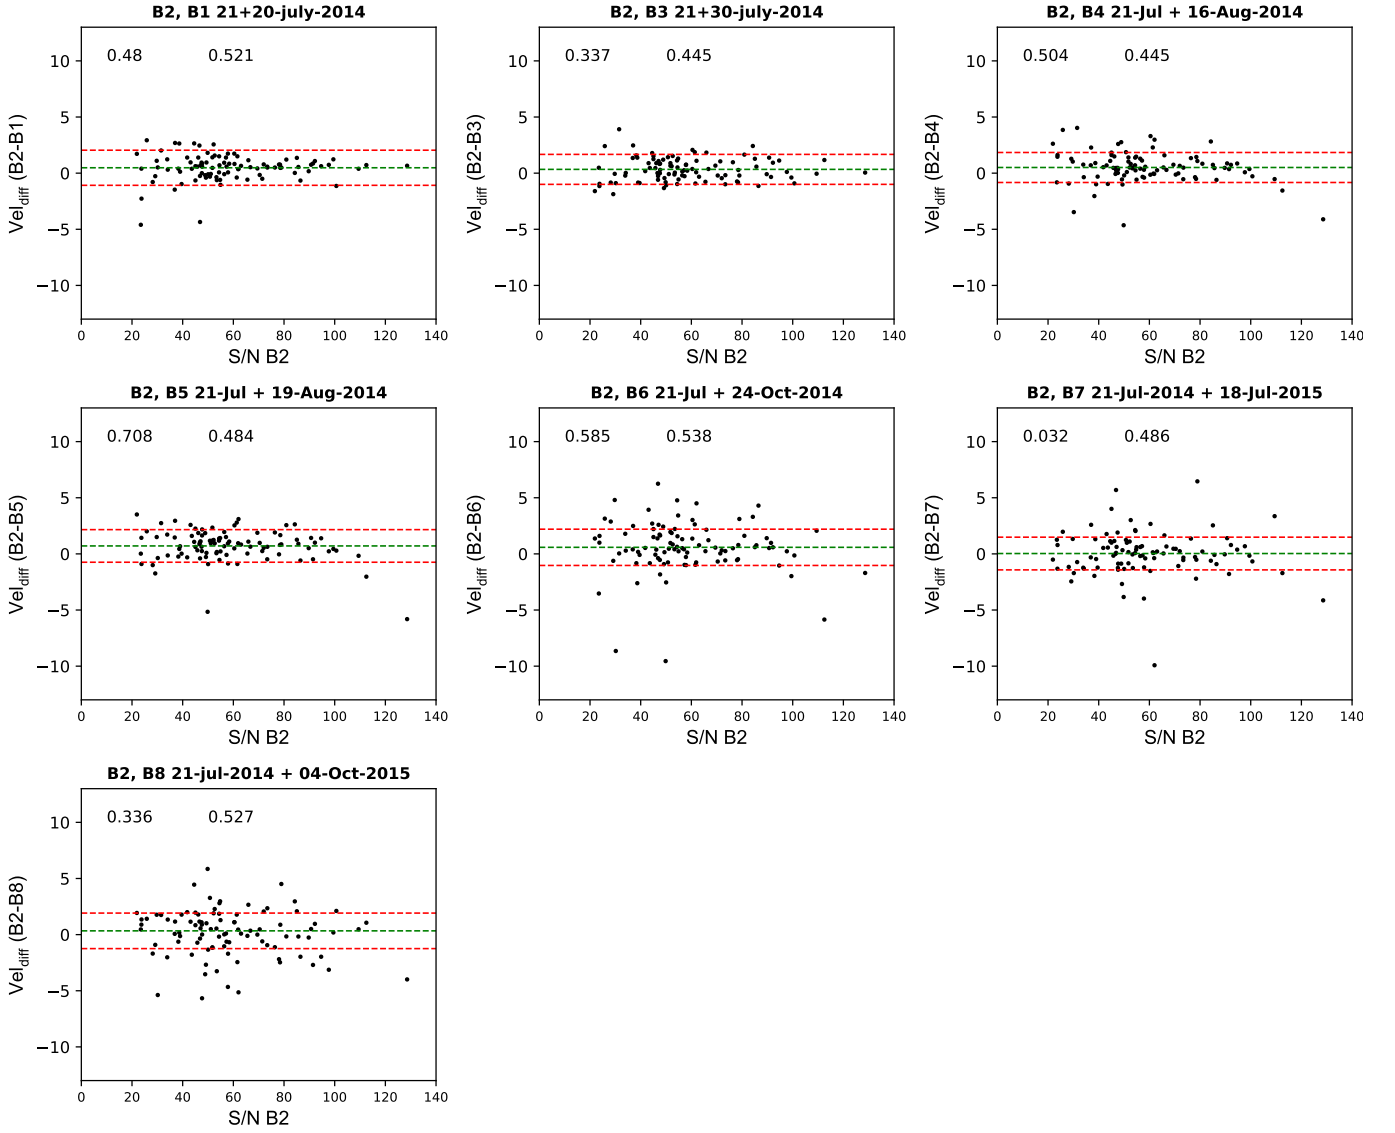 B2, B1 21+20-july-2014
0.48 0.521
10
5
0
−5
−10
Vel_diff (B2-B1)
0 20 40 60 80 100 120 140
S/N B2
B2, B3 21+30-july-2014
0.337 0.445
10
5
0
−5
−10
Vel_diff (B2-B3)
0 20 40 60 80 100 120 140
S/N B2
B2, B4 21-Jul + 16-Aug-2014
0.504 0.445
10
5
0
−5
−10
Vel_diff (B2-B4)
0 20 40 60 80 100 120 140
S/N B2
B2, B5 21-Jul + 19-Aug-2014
0.708 0.484
10
5
0
−5
−10
Vel_diff (B2-B5)
0 20 40 60 80 100 120 140
S/N B2
B2, B6 21-Jul + 24-Oct-2014
0.585 0.538
10
5
0
−5
−10
Vel_diff (B2-B6)
0 20 40 60 80 100 120 140
S/N B2
B2, B7 21-Jul-2014 + 18-Jul-2015
0.032 0.486
10
5
0
−5
−10
Vel_diff (B2-B7)
0 20 40 60 80 100 120 140
S/N B2
B2, B8 21-jul-2014 + 04-Oct-2015
0.336 0.527
10
5
0
−5
−10
Vel_diff (B2-B8)
0 20 40 60 80 100 120 140
S/N B2